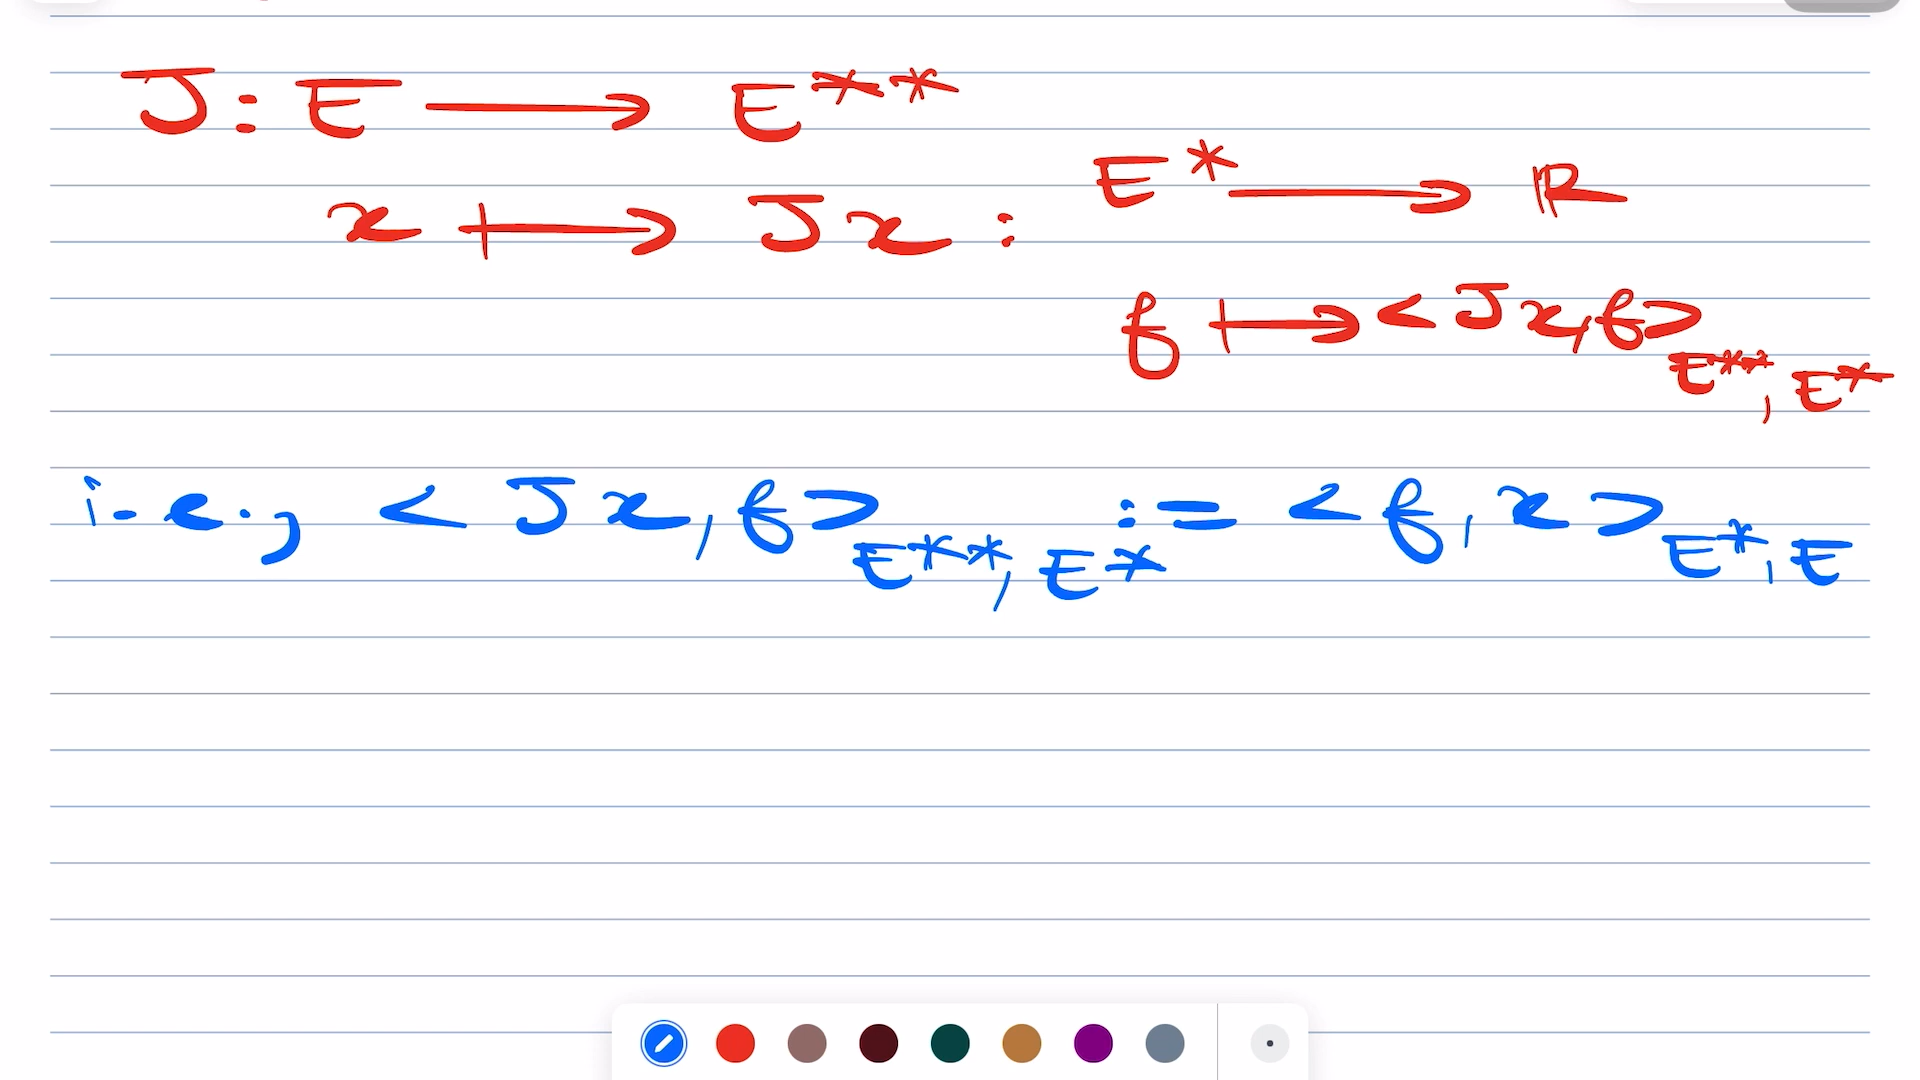 J: E ⟶ E**
x ⟼ Jx : E* ⟶ ℝ
f ⟼ <Jx, f>_{E**, E*}
i.e., <Jx, f>_{E**, E*} := <f, x>_{E*, E}